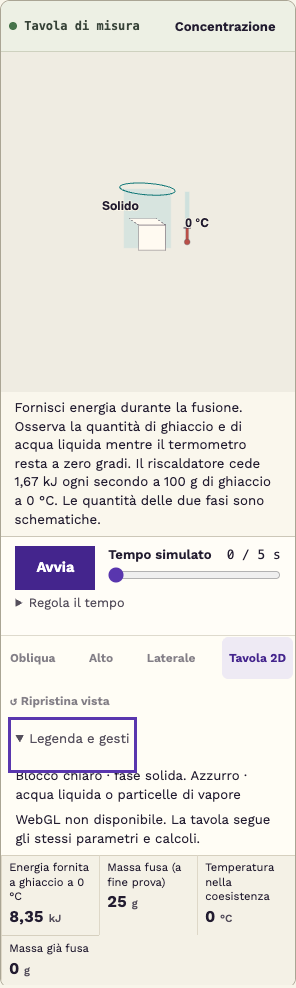 Tavola di misura
Concentrazione
Solido
0 °C
Fornisci energia durante la fusione.
Osserva la quantità di ghiaccio e di
acqua liquida mentre il termometro
resta a zero gradi. Il riscaldatore cede
1,67 kJ ogni secondo a 100 g di ghiaccio
a 0 °C. Le quantità delle due fasi sono
schematiche.
Avvia
Tempo simulato 0 / 5 s
▶ Regola il tempo
Obliqua
Alto
Laterale
Tavola 2D
↺ Ripristina vista
▼ Legenda e gesti
Blocco chiaro · fase solida. Azzurro ·
acqua liquida o particelle di vapore
WebGL non disponibile. La tavola segue
gli stessi parametri e calcoli.
Energia fornita
a ghiaccio a 0
°C
8,35 kJ
Massa fusa (a
fine prova)
25 g
Temperatura
nella
coesistenza
0 °C
Massa già fusa
0 g